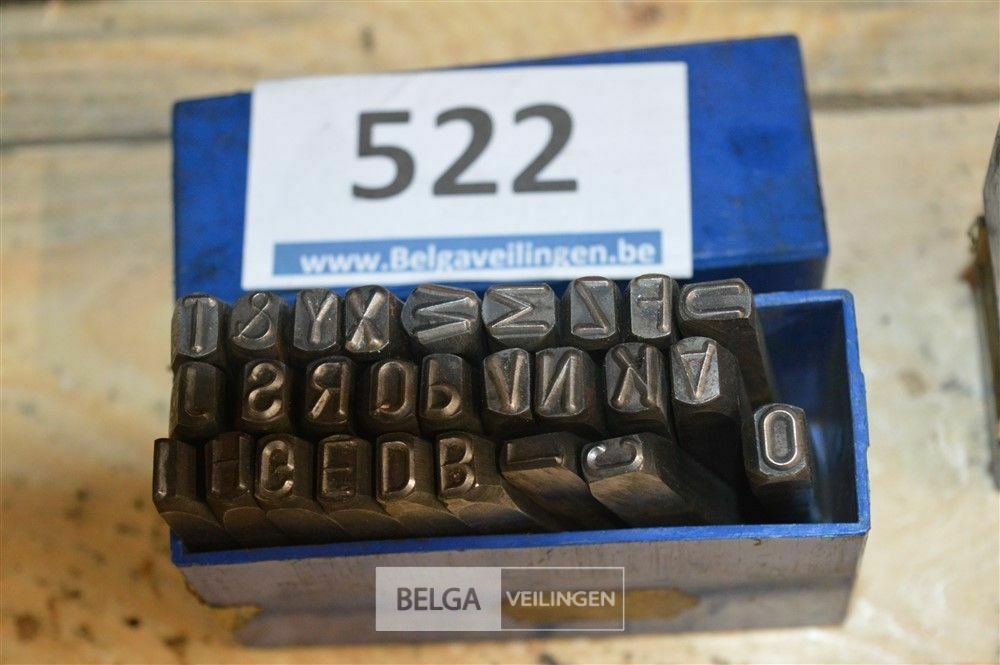 522
www.Belgaveilingen.be
T & Y X W M Z F U
J S R Q P V N K A
I H G E D B L C O
BELGA VEILINGEN